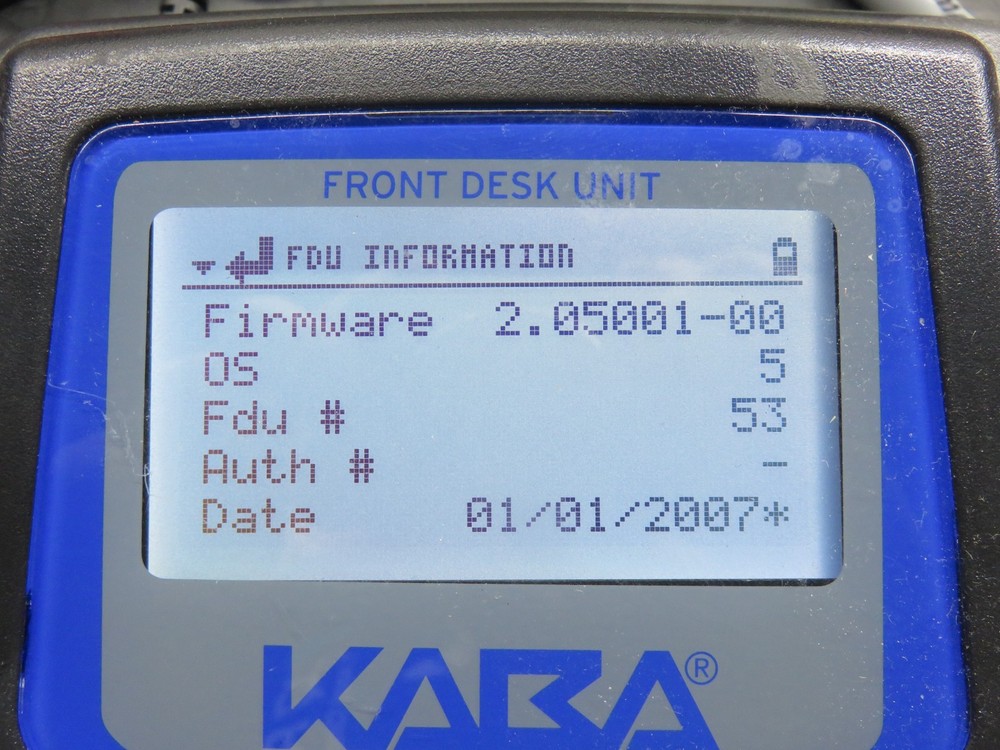 FRONT DESK UNIT
FDU INFORMATION
Firmware 2.05001-00
OS 5
Fdu # 53
Auth # -
Date 01/01/2007*
KABA®